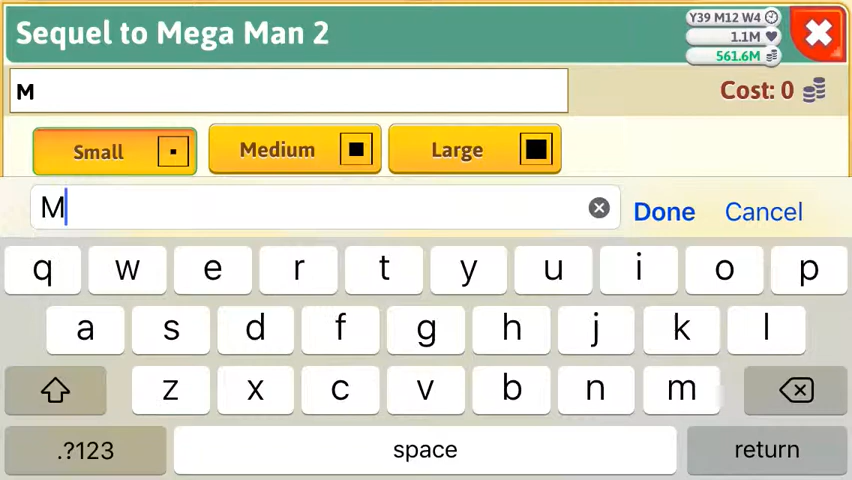 Sequel to Mega Man 2
Y39 M12 W4
1.1M
561.6M
M
Cost: 0
Small
Medium
Large
M
Done
Cancel
q w e r t y u i o p
a s d f g h j k l
z x c v b n m
.?123
space
return